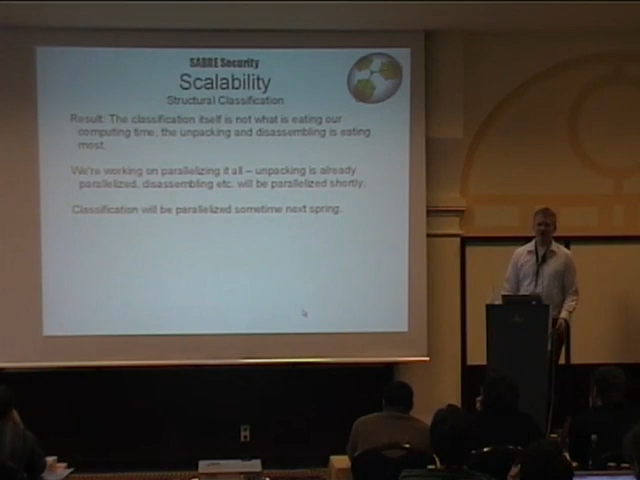 SABRE Security
Scalability
Structural Classification
Result: The classification itself is not what is eating our
computing time, the unpacking and disassembling is eating
most.
We're working on parallelizing it all – unpacking is already
parallelized, disassembling etc. will be parallelized shortly.
Classification will be parallelized sometime next spring.